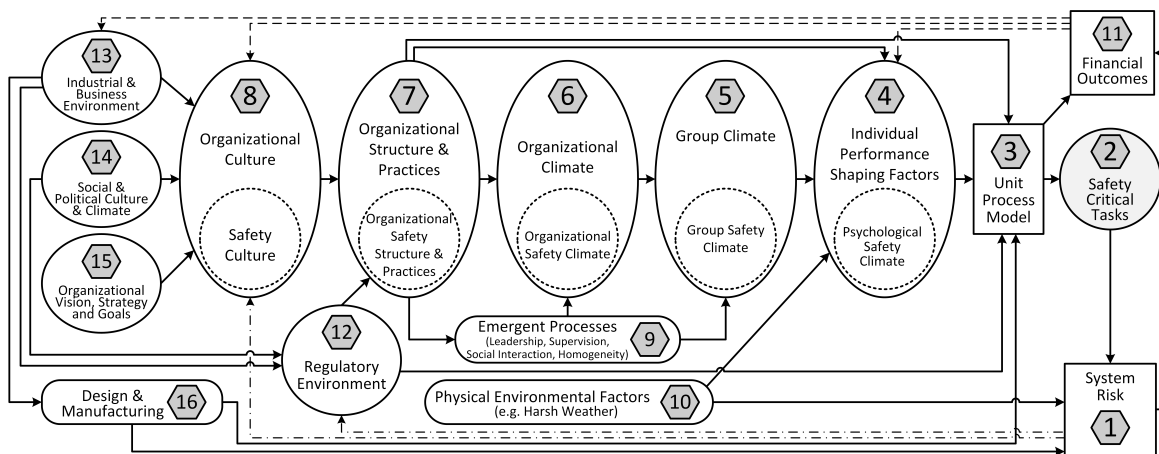 13
Industrial &
Business
Environment
14
Social &
Political Culture
& Climate
15
Organizational
Vision, Strategy
and Goals
8
Organizational
Culture
Safety
Culture
7
Organizational
Structure &
Practices
Organizational
Safety
Structure &
Practices
6
Organizational
Climate
Organizational
Safety Climate
5
Group Climate
Group Safety
Climate
4
Individual
Performance
Shaping Factors
Psychological
Safety
Climate
11
Financial
Outcomes
3
Unit
Process
Model
2
Safety
Critical
Tasks
12
Regulatory
Environment
Emergent Processes
(Leadership, Supervision,
Social Interaction, Homogeneity)
9
Design &
Manufacturing
16
Physical Environmental Factors
(e.g. Harsh Weather)
10
System
Risk
1